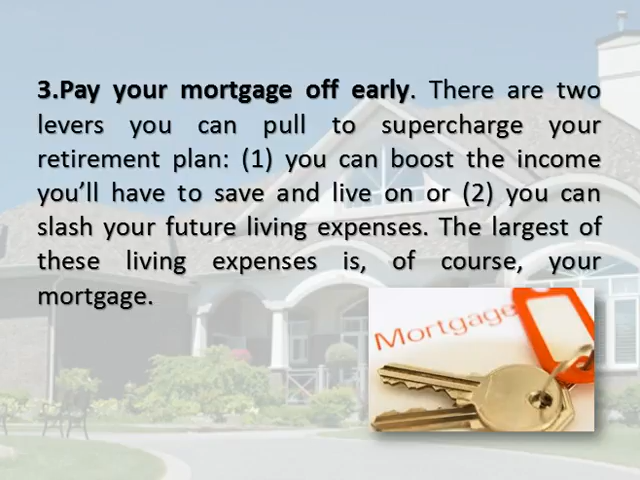 3.Pay your mortgage off early. There are two
levers you can pull to supercharge your
retirement plan: (1) you can boost the income
you’ll have to save and live on or (2) you can
slash your future living expenses. The largest of
these living expenses is, of course, your
mortgage.
Mortgage